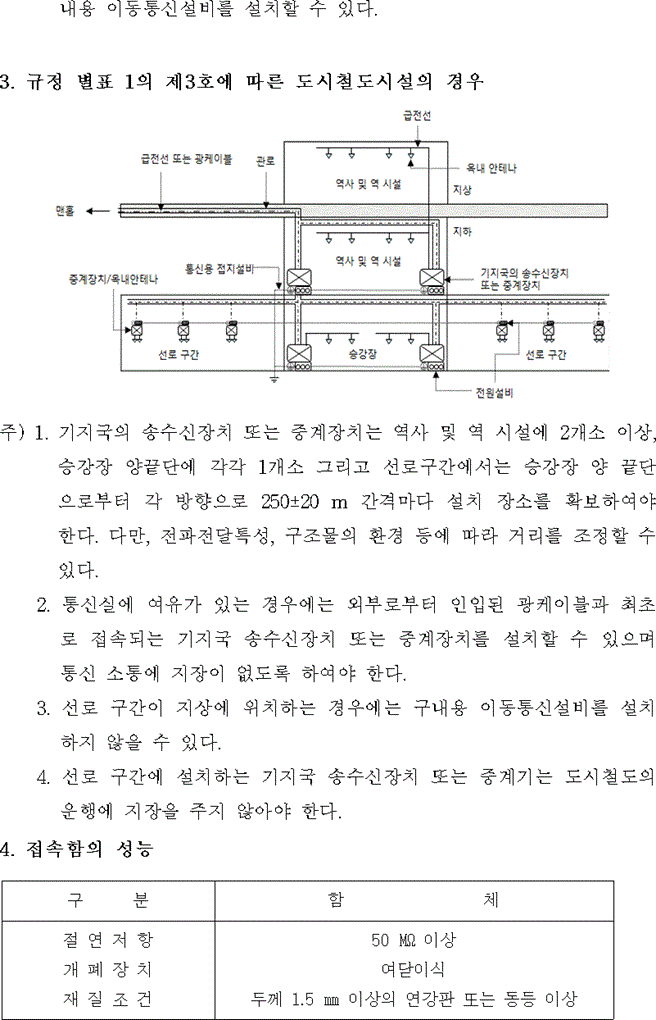 내용 이동통신설비를 설치할 수 있다.
3. 규정 별표 1의 제3호에 따른 도시철도시설의 경우
급전선
급전선 또는 광케이블
관로
옥내 안테나
역사 및 역 시설
지상
맨홀
지하
통신용 접지설비
역사 및 역 시설
기지국의 송수신장치
또는 중계장치
중계장치/옥내안테나
선로 구간
승강장
선로 구간
전원설비
주) 1. 기지국의 송수신장치 또는 중계장치는 역사 및 역 시설에 2개소 이상,
승강장 양끝단에 각각 1개소 그리고 선로구간에서는 승강장 양 끝단
으로부터 각 방향으로 250±20 m 간격마다 설치 장소를 확보하여야
한다. 다만, 전파전달특성, 구조물의 환경 등에 따라 거리를 조정할 수
있다.
2. 통신실에 여유가 있는 경우에는 외부로부터 인입된 광케이블과 최초
로 접속되는 기지국 송수신장치 또는 중계장치를 설치할 수 있으며
통신 소통에 지장이 없도록 하여야 한다.
3. 선로 구간이 지상에 위치하는 경우에는 구내용 이동통신설비를 설치
하지 않을 수 있다.
4. 선로 구간에 설치하는 기지국 송수신장치 또는 중계기는 도시철도의
운행에 지장을 주지 않아야 한다.
4. 접속함의 성능
구 분 함 체
절 연 저 항 50 ㏁ 이상
개 폐 장 치 여닫이식
재 질 조 건 두께 1.5 ㎜ 이상의 연강판 또는 동등 이상